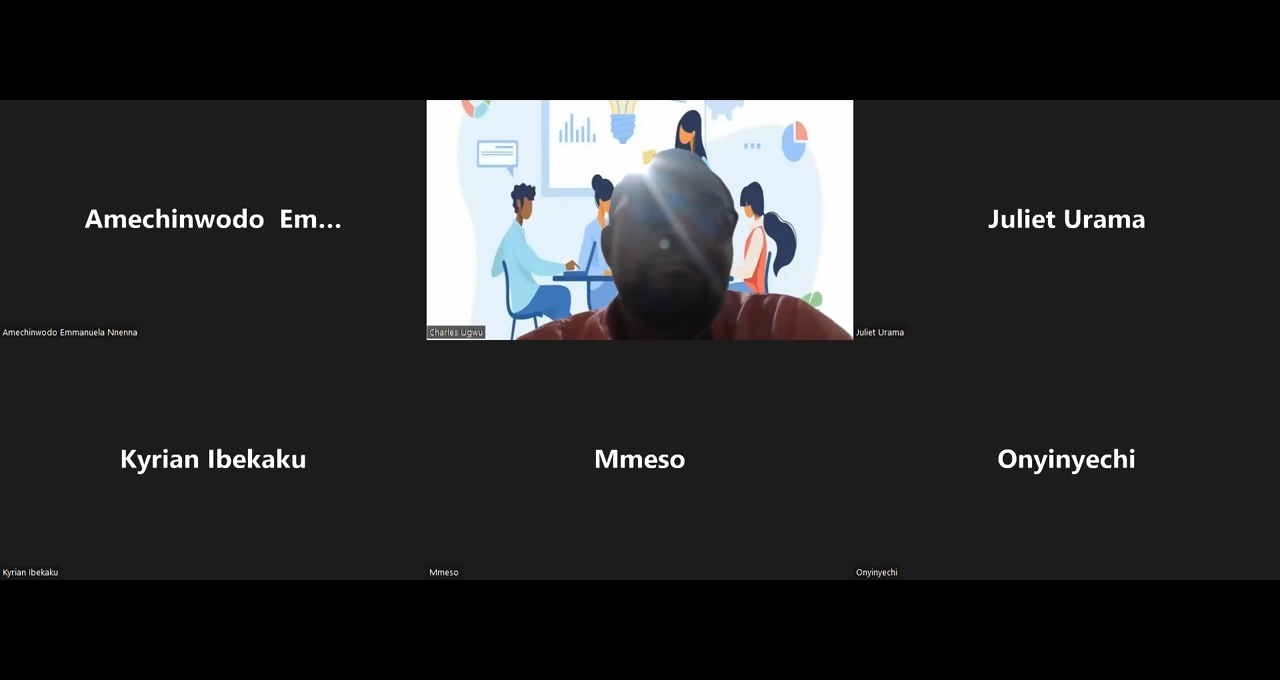 Amechinwodo Em...
Amechinwodo Emmanuela Nnenna
Charles Ugwu
Juliet Urama
Juliet Urama
Kyrian Ibekaku
Kyrian Ibekaku
Mmeso
Mmeso
Onyinyechi
Onyinyechi